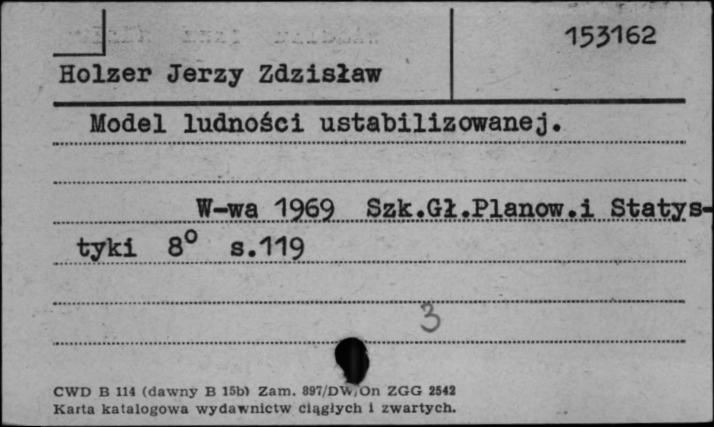 153162
Holzer Jerzy Zdzisław
Model ludności ustabilizowanej.
W-wa 1969 Szk.Gł.Planow.i Statys-
tyki 8° s.119
3
CWD B 114 (dawny B 15b) Zam. 897/DW/On ZGG 2542
Karta katalogowa wydawnictw ciągłych i zwartych.